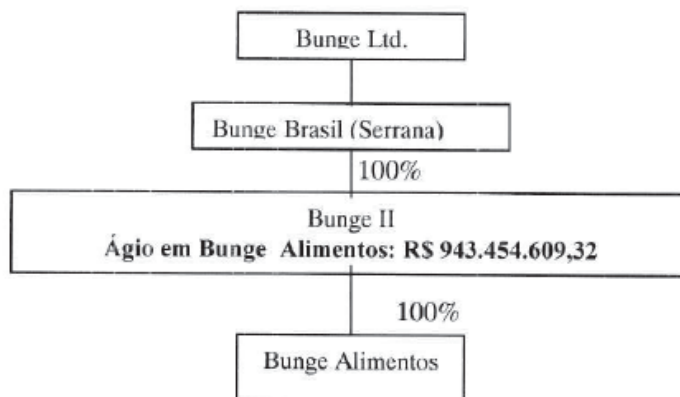 Bunge Ltd.
Bunge Brasil (Serrana)
100%
Bunge II
Ágio em Bunge Alimentos: R$ 943.454.609,32
100%
Bunge Alimentos